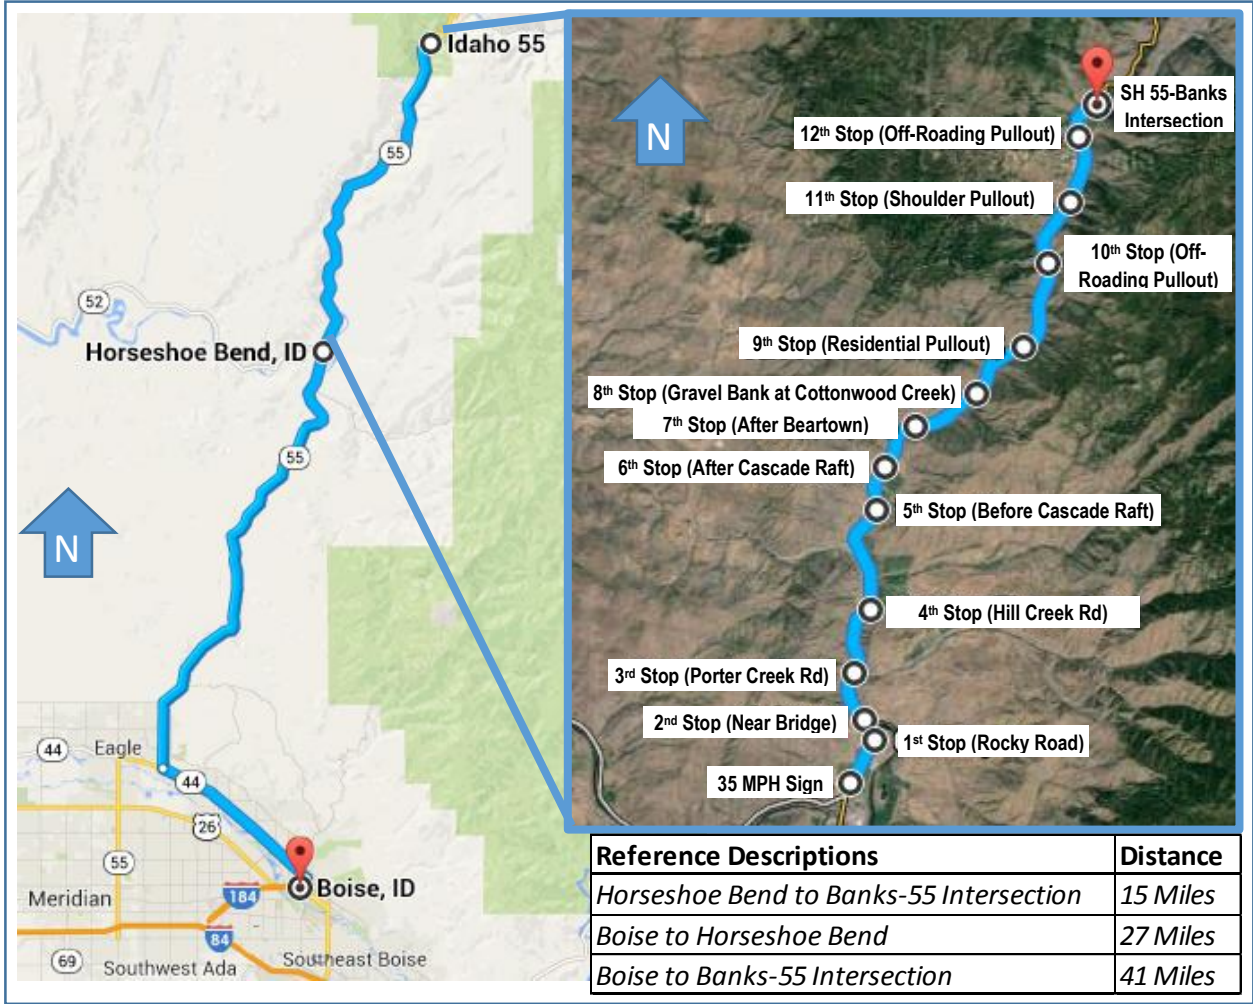 Idaho 55
55
52
Horseshoe Bend, ID
55
N
44
Eagle
44
26
55
Boise, ID
Meridian
184
84
69
Southwest Ada
Southeast Boise
N
SH 55-Banks
Intersection
12th Stop (Off-Roading Pullout)
11th Stop (Shoulder Pullout)
10th Stop (Off-
Roading Pullout)
9th Stop (Residential Pullout)
8th Stop (Gravel Bank at Cottonwood Creek)
7th Stop (After Beartown)
6th Stop (After Cascade Raft)
5th Stop (Before Cascade Raft)
4th Stop (Hill Creek Rd)
3rd Stop (Porter Creek Rd)
2nd Stop (Near Bridge)
1st Stop (Rocky Road)
35 MPH Sign
Reference Descriptions Distance
Horseshoe Bend to Banks-55 Intersection 15 Miles
Boise to Horseshoe Bend 27 Miles
Boise to Banks-55 Intersection 41 Miles